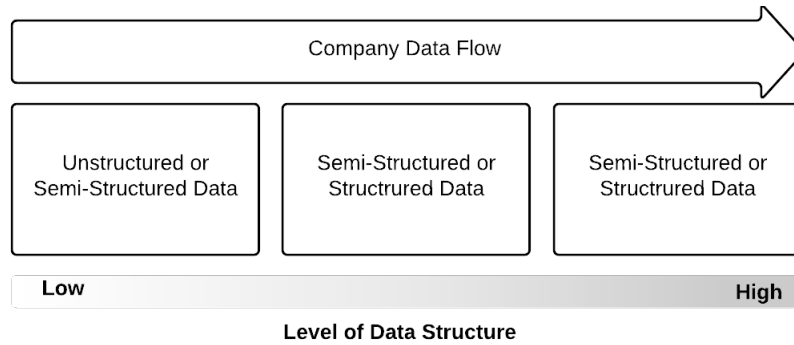 Company Data Flow
Unstructured or
Semi-Structured Data
Semi-Structured or
Structrured Data
Semi-Structured or
Structrured Data
Low
High
Level of Data Structure